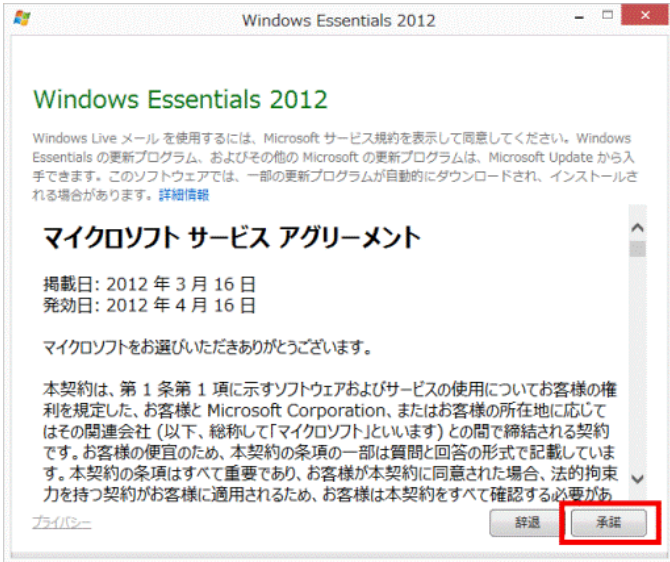 Windows Essentials 2012
Windows Essentials 2012
Windows Live メール を使用するには、Microsoft サービス規約を表示して同意してください。Windows
Essentials の更新プログラム、およびその他の Microsoft の更新プログラムは、Microsoft Update から入
手できます。このソフトウェアでは、一部の更新プログラムが自動的にダウンロードされ、インストールさ
れる場合があります。詳細情報
マイクロソフト サービス アグリーメント
掲載日: 2012 年 3 月 16 日
発効日: 2012 年 4 月 16 日
マイクロソフトをお選びいただきありがとうございます。
本契約は、第 1 条第 1 項に示すソフトウェアおよびサービスの使用についてお客様の権
利を規定した、お客様と Microsoft Corporation、またはお客様の所在地に応じて
はその関連会社 (以下、総称して「マイクロソフト」といいます) との間で締結される契約
です。お客様の便宜のため、本契約の条項の一部は質問と回答の形式で記載していま
す。本契約の条項はすべて重要であり、お客様が本契約に同意された場合、法的拘束
力を持つ契約がお客様に適用されるため、お客様は本契約をすべて確認する必要があ
プライバシー
辞退
承諾